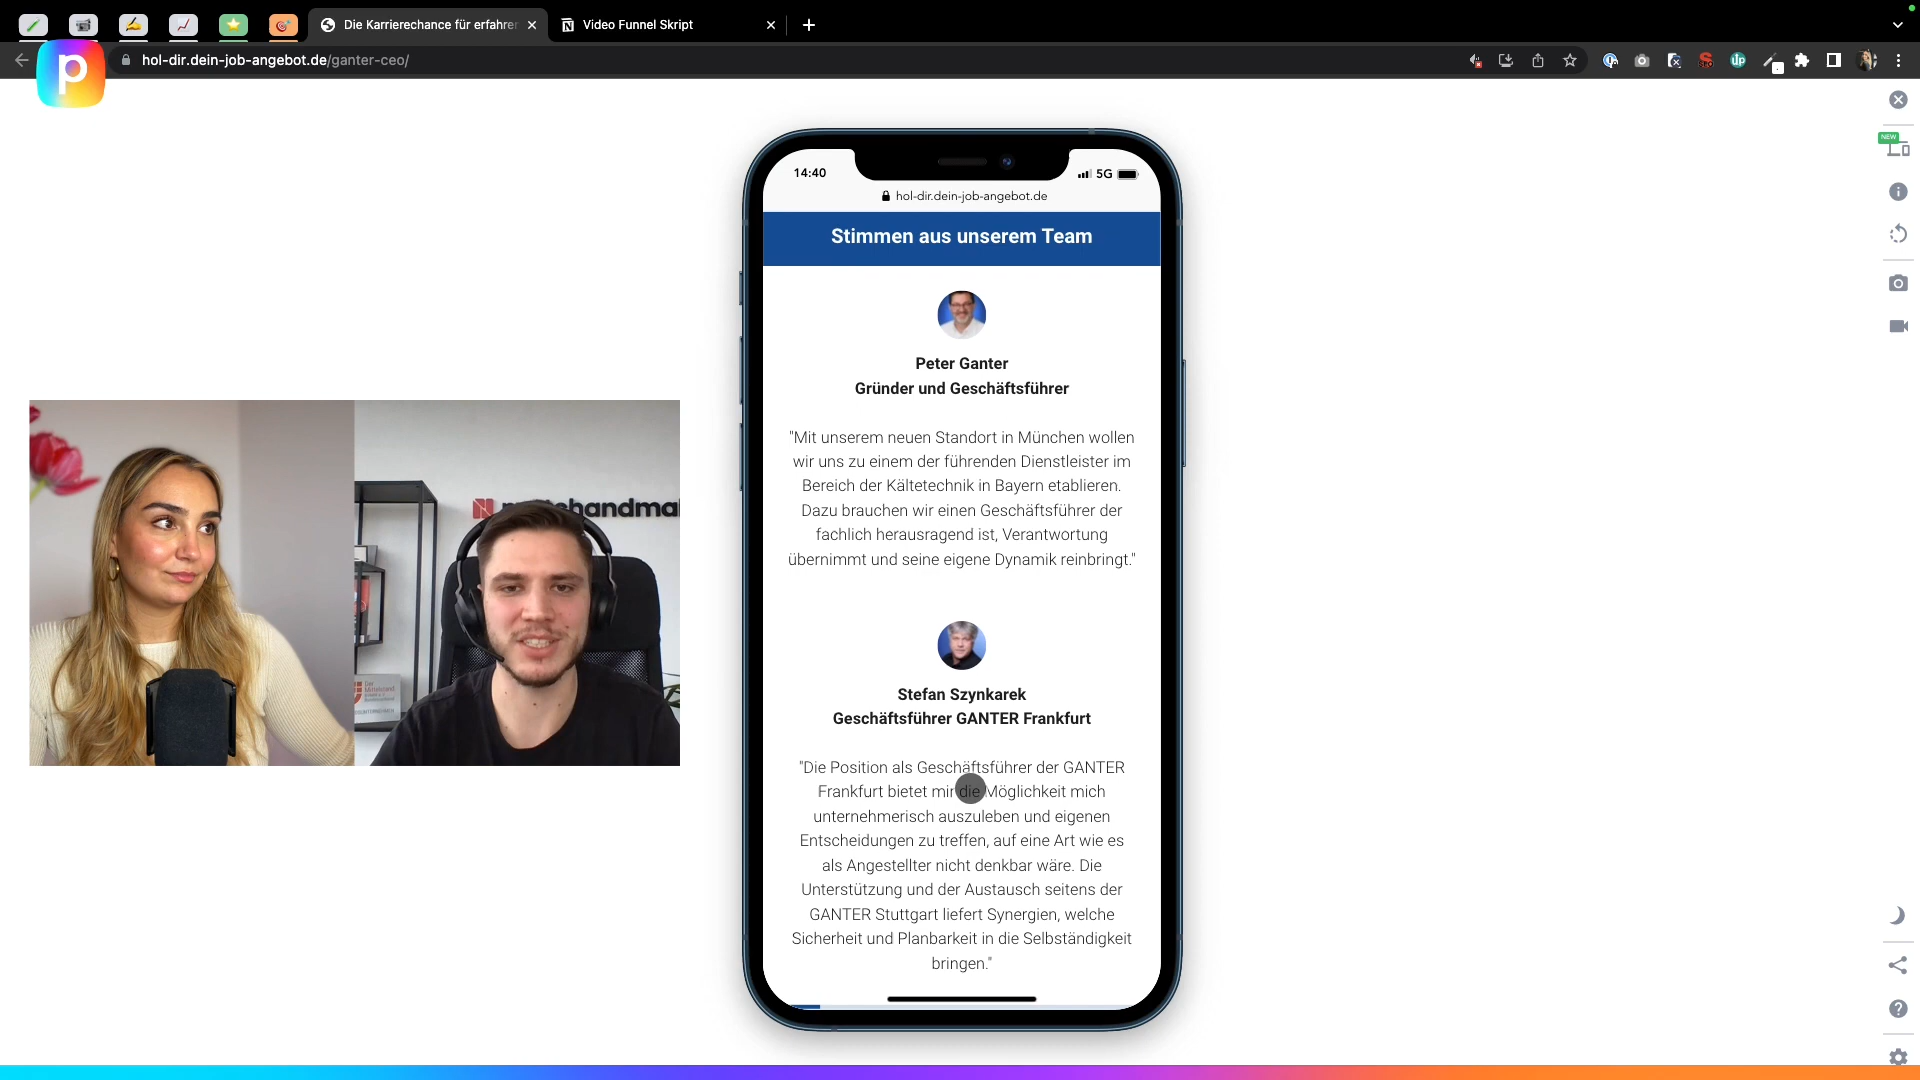 Die Karrierechance für erfahrer
Video Funnel Skript
hol-dir.dein-job-angebot.de/ganter-ceo/
p
NEW
14:40
5G
hol-dir.dein-job-angebot.de
Stimmen aus unserem Team
Peter Ganter
Gründer und Geschäftsführer
"Mit unserem neuen Standort in München wollen
wir uns zu einem der führenden Dienstleister im
Bereich der Kältetechnik in Bayern etablieren.
Dazu brauchen wir einen Geschäftsführer der
fachlich herausragend ist, Verantwortung
übernimmt und seine eigene Dynamik reinbringt."
Stefan Szynkarek
Geschäftsführer GANTER Frankfurt
"Die Position als Geschäftsführer der GANTER
Frankfurt bietet mir die Möglichkeit mich
unternehmerisch auszuleben und eigenen
Entscheidungen zu treffen, auf eine Art wie es
als Angestellter nicht denkbar wäre. Die
Unterstützung und der Austausch seitens der
GANTER Stuttgart liefert Synergien, welche
Sicherheit und Planbarkeit in die Selbständigkeit
bringen."
Der
Mittelstand